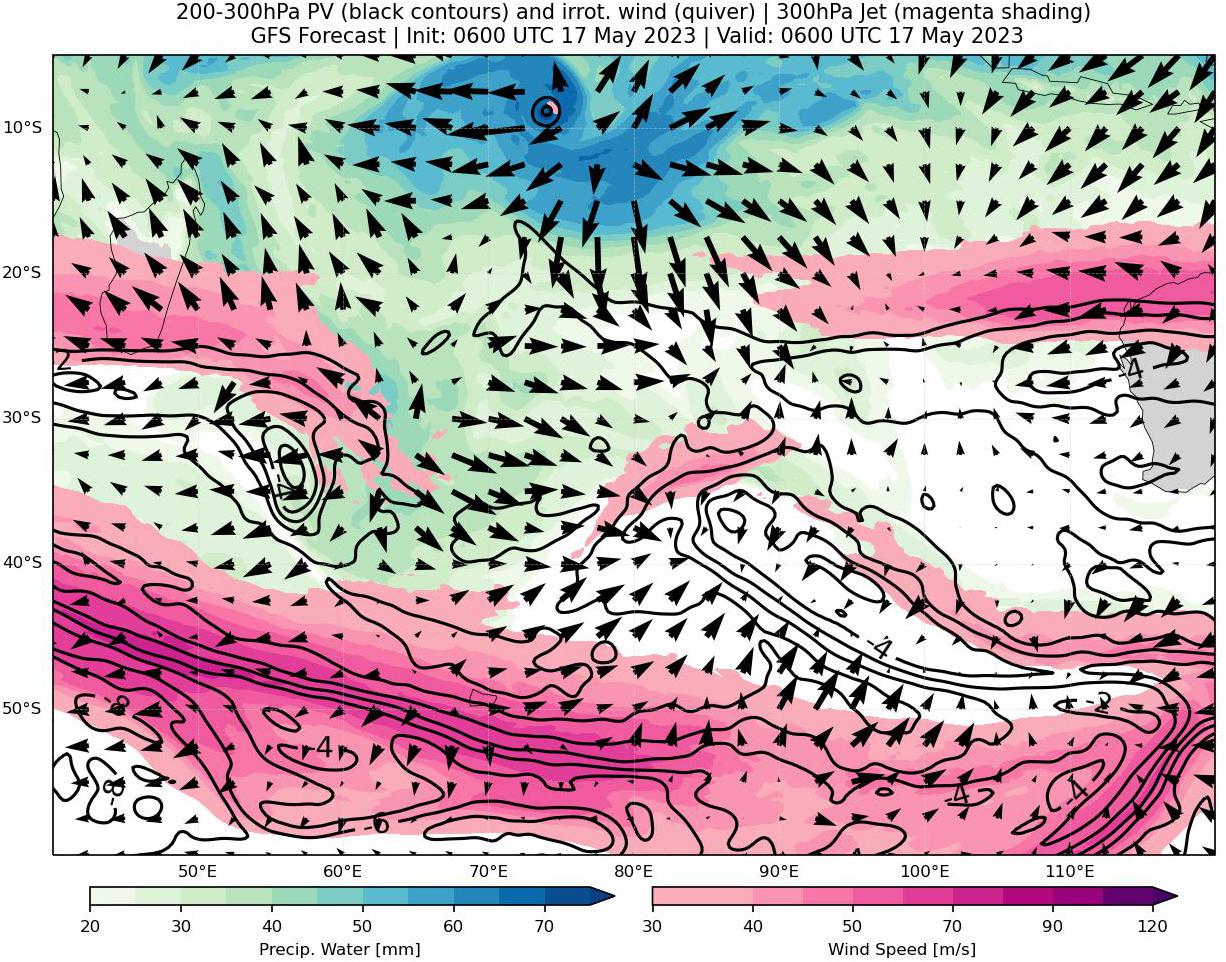 200-300hPa PV (black contours) and irrot. wind (quiver) | 300hPa Jet (magenta shading)
GFS Forecast | Init: 0600 UTC 17 May 2023 | Valid: 0600 UTC 17 May 2023
10°S
20°S
2
-4
30°S
40°S
-4
-8
-2
50°S
-4
-8
-4
-4
-6
50°E 60°E 70°E 80°E 90°E 100°E 110°E
20 30 40 50 60 70
30 40 50 70 90 120
Precip. Water [mm]
Wind Speed [m/s]